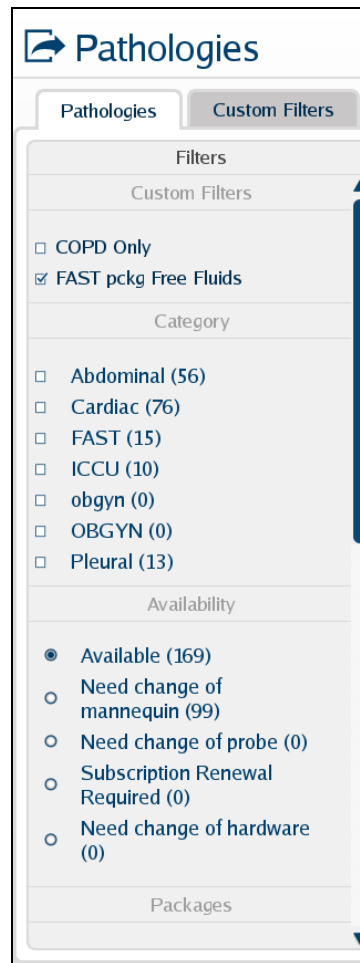 Pathologies
Pathologies
Custom Filters
Filters
Custom Filters
COPD Only
FAST pckg Free Fluids
Category
Abdominal (56)
Cardiac (76)
FAST (15)
ICCU (10)
obgyn (0)
OBGYN (0)
Pleural (13)
Availability
Available (169)
Need change of
mannequin (99)
Need change of probe (0)
Subscription Renewal
Required (0)
Need change of hardware
(0)
Packages